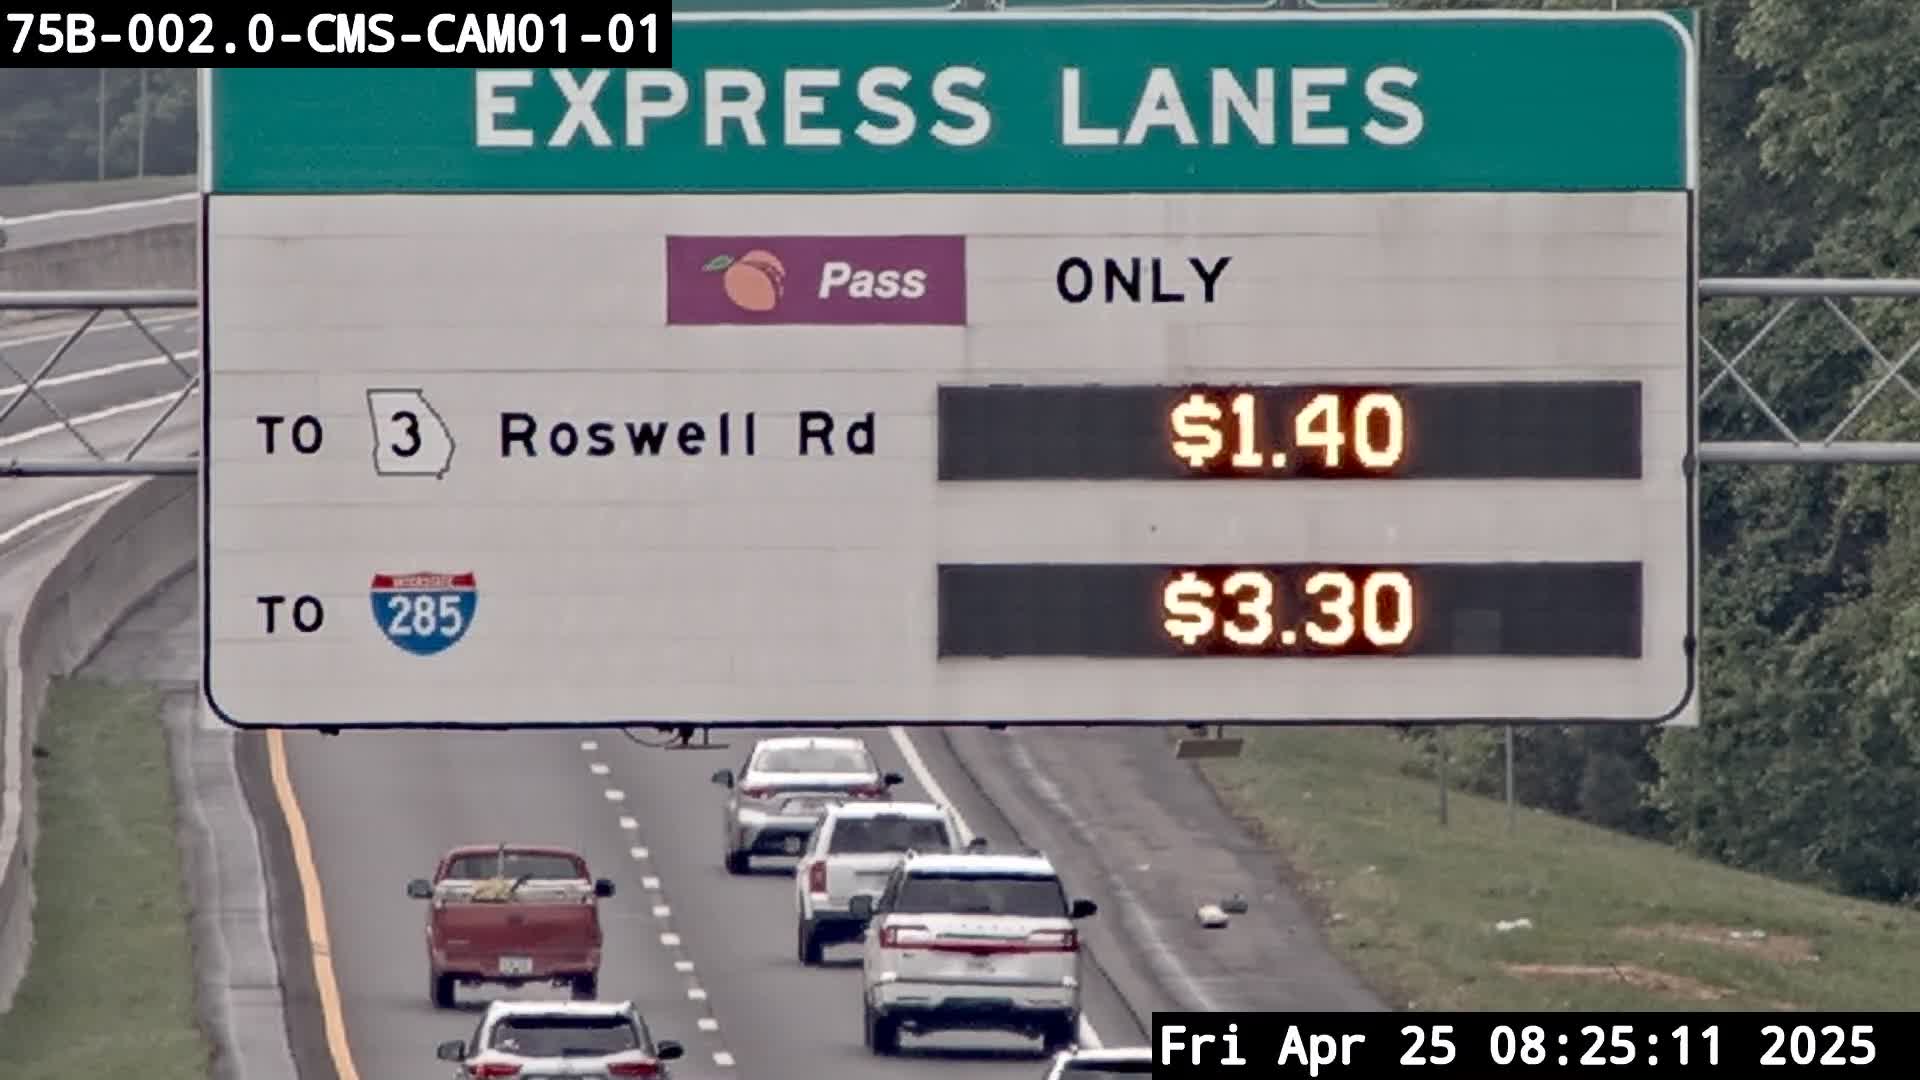 75B-002.0-CMS-CAM01-01
EXPRESS LANES
Pass ONLY
TO 3 Roswell Rd $1.40
TO INTERSTATE 285 $3.30
Fri Apr 25 08:25:11 2025